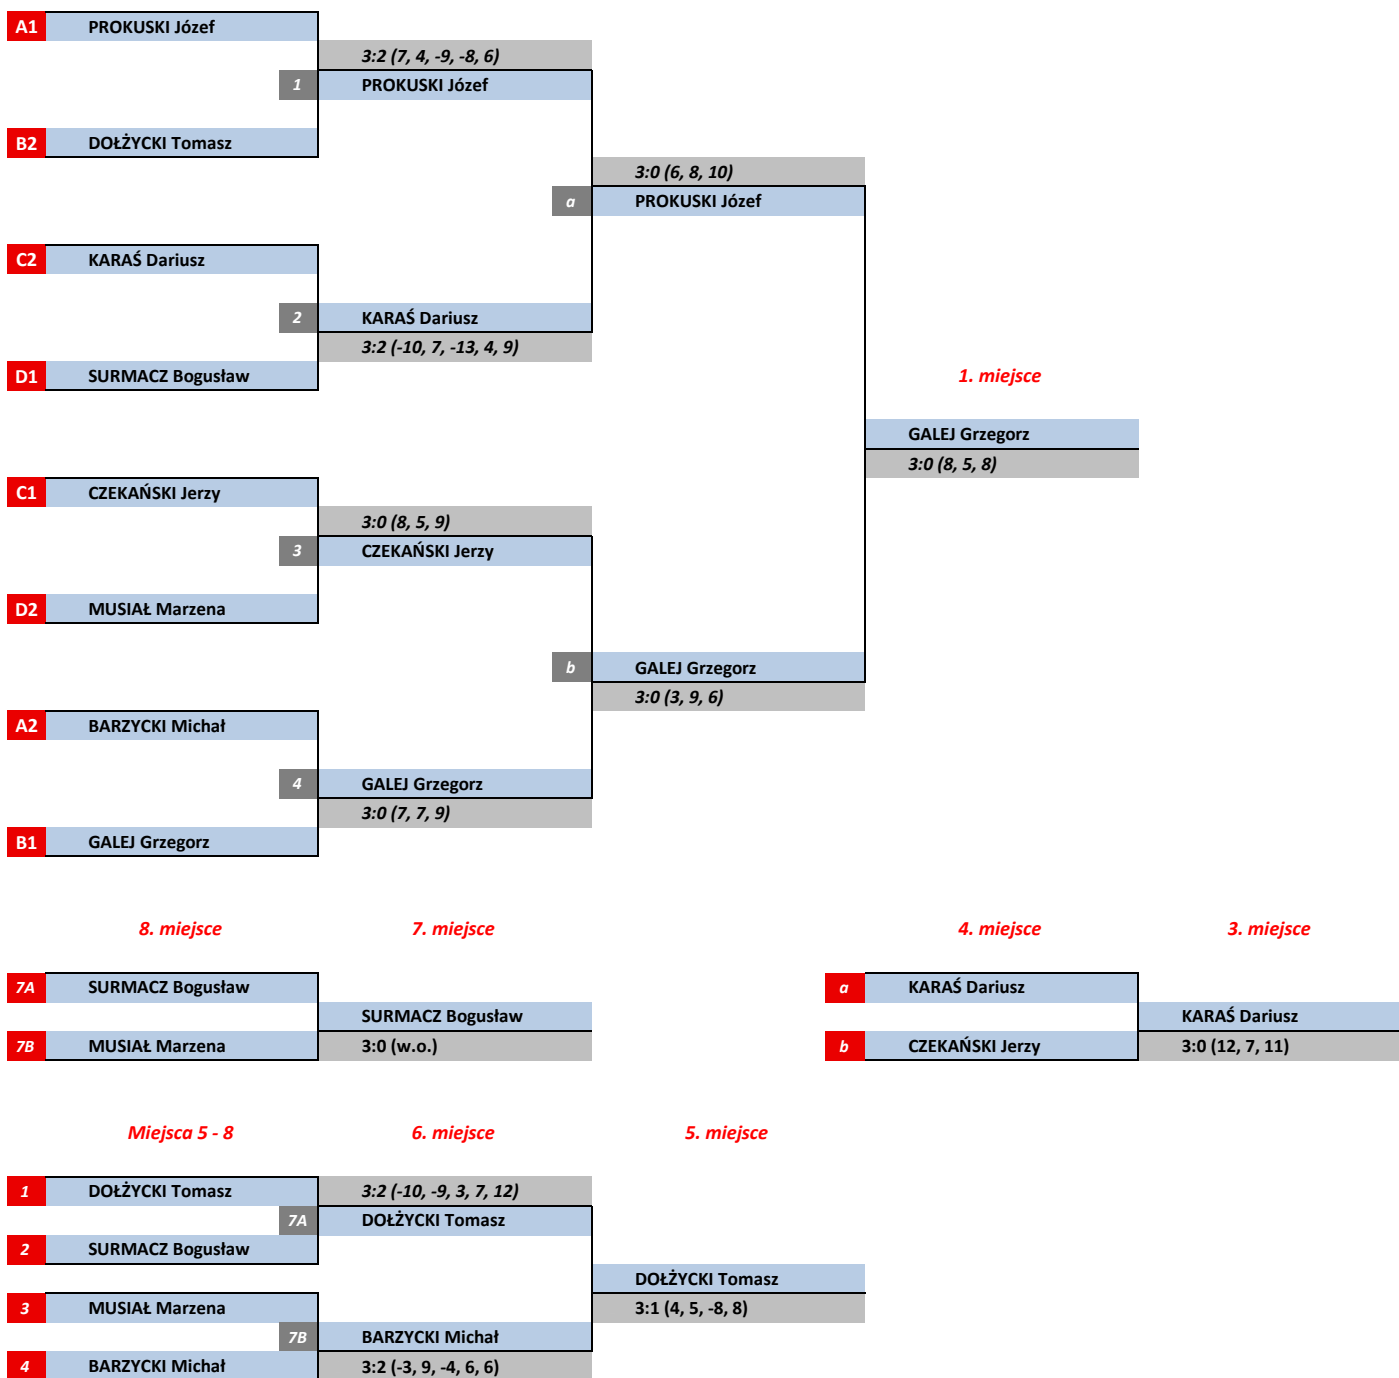 A1 PROKUSKI Józef
3:2 (7, 4, -9, -8, 6)
1 PROKUSKI Józef
B2 DOŁŻYCKI Tomasz
3:0 (6, 8, 10)
a PROKUSKI Józef
C2 KARAŚ Dariusz
2 KARAŚ Dariusz
3:2 (-10, 7, -13, 4, 9)
D1 SURMACZ Bogusław
1. miejsce
GALEJ Grzegorz
3:0 (8, 5, 8)
C1 CZEKAŃSKI Jerzy
3:0 (8, 5, 9)
3 CZEKAŃSKI Jerzy
D2 MUSIAŁ Marzena
b GALEJ Grzegorz
3:0 (3, 9, 6)
A2 BARZYCKI Michał
4 GALEJ Grzegorz
3:0 (7, 7, 9)
B1 GALEJ Grzegorz
8. miejsce 7. miejsce 4. miejsce 3. miejsce
7A SURMACZ Bogusław a KARAŚ Dariusz
SURMACZ Bogusław KARAŚ Dariusz
7B MUSIAŁ Marzena 3:0 (w.o.) b CZEKAŃSKI Jerzy 3:0 (12, 7, 11)
Miejsca 5 - 8 6. miejsce 5. miejsce
1 DOŁŻYCKI Tomasz 3:2 (-10, -9, 3, 7, 12)
7A DOŁŻYCKI Tomasz
2 SURMACZ Bogusław
DOŁŻYCKI Tomasz
3 MUSIAŁ Marzena 3:1 (4, 5, -8, 8)
7B BARZYCKI Michał
4 BARZYCKI Michał 3:2 (-3, 9, -4, 6, 6)